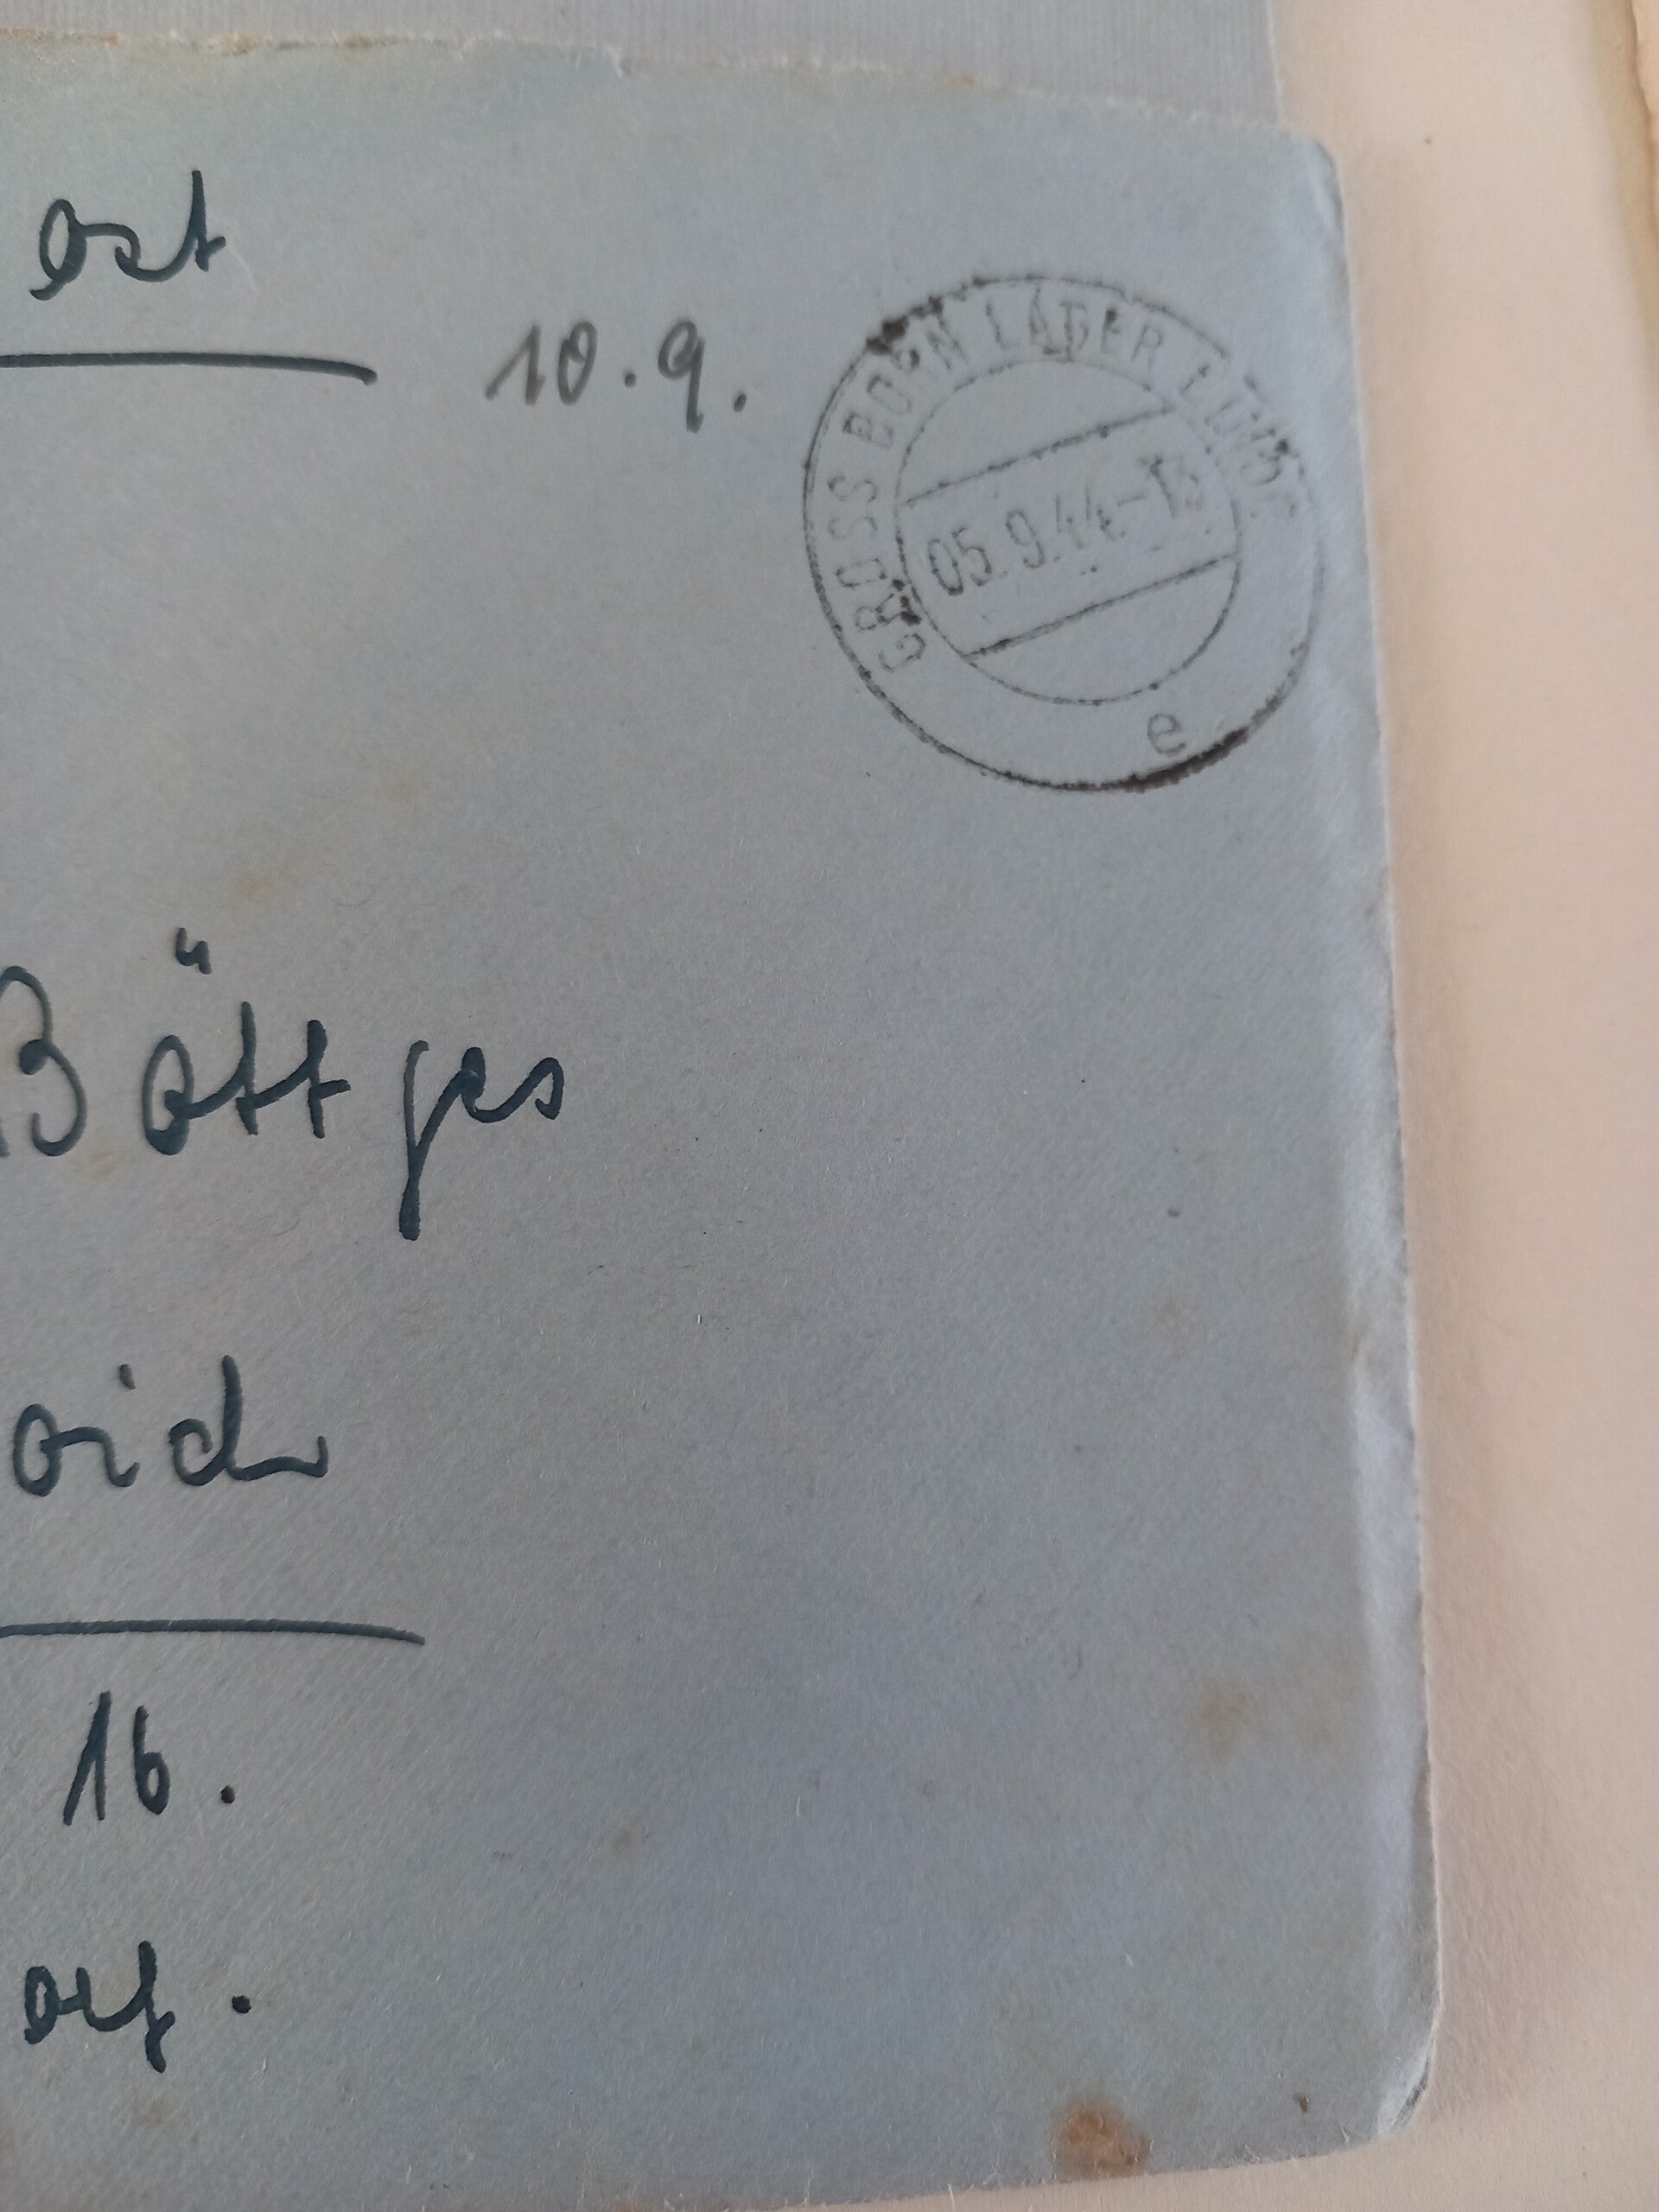 ost
10.9.
GROSS BORN LAGER LINDE
05.9.44-13
e
Böttges
oich
16.
orf.